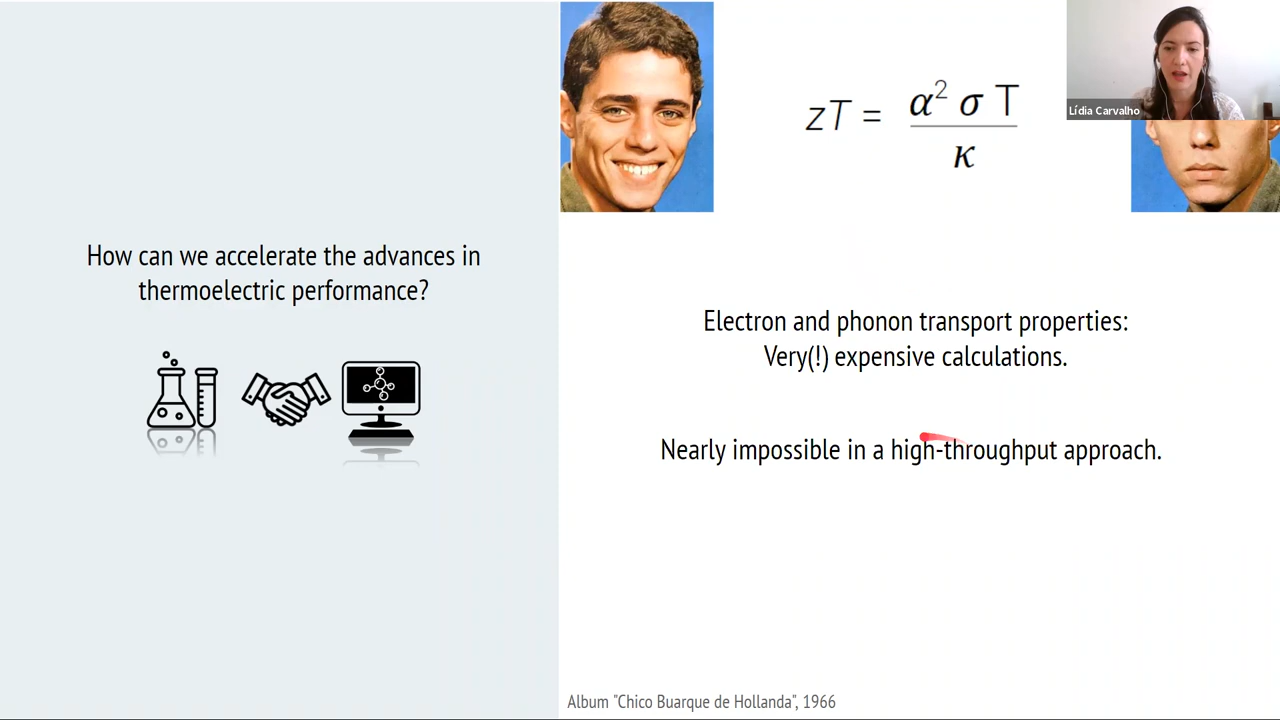 Lídia Carvalho
zT = α² σ T / κ
How can we accelerate the advances in
thermoelectric performance?
Electron and phonon transport properties:
Very(!) expensive calculations.
Nearly impossible in a high-throughput approach.
Album "Chico Buarque de Hollanda", 1966